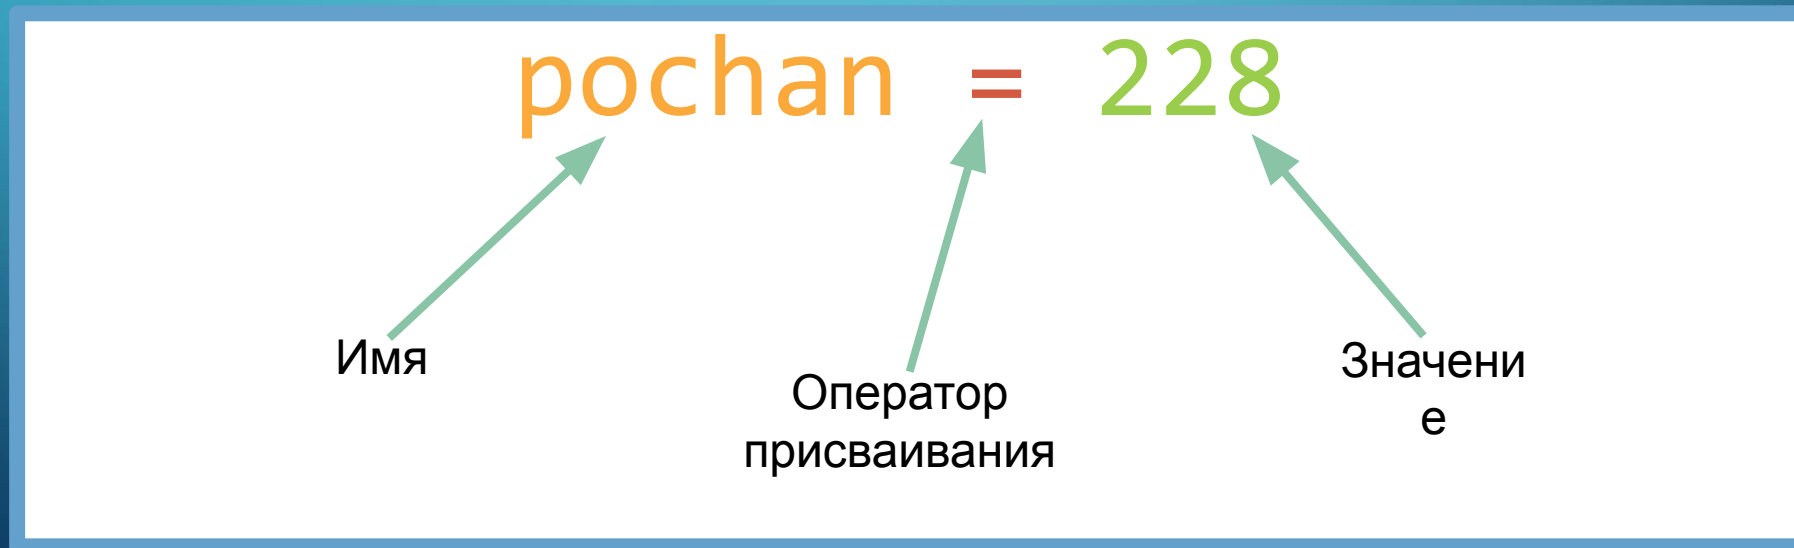 pochan = 228
Имя
Оператор
присваивания
Значени
е